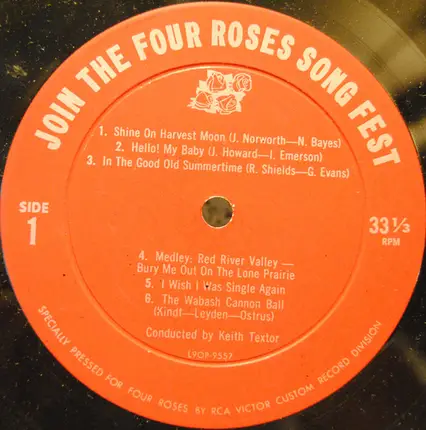 JOIN THE FOUR ROSES SONG FEST
1. Shine On Harvest Moon (J. Norworth—N. Bayes)
2. Hello! My Baby (J. Howard—I. Emerson)
3. In The Good Old Summertime (R. Shields—G. Evans)
SIDE
1
33 1/3
RPM
4. Medley: Red River Valley —
Bury Me Out On The Lone Prairie
5. I Wish I Was Single Again
6. The Wabash Cannon Ball
(Kindt—Leyden—Ostrus)
Conducted by Keith Textor
L9OP-9557
SPECIALLY PRESSED FOR FOUR ROSES BY RCA VICTOR CUSTOM RECORD DIVISION